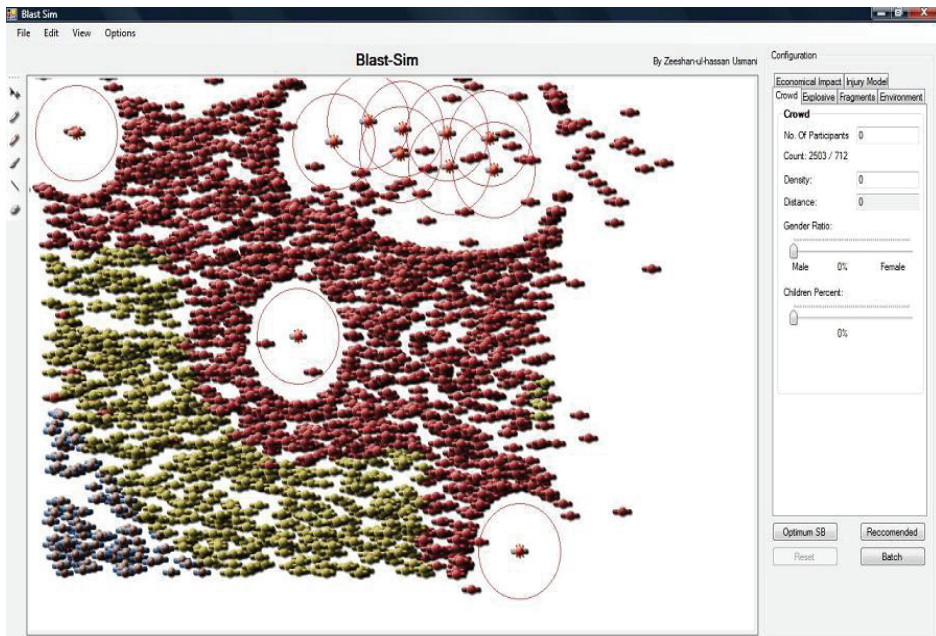 Blast Sim
File Edit View Options
Blast-Sim
By Zeeshan-ul-hassan Usmani
Configuration
Economical Impact Injury Model
Crowd Explosive Fragments Environment
Crowd
No. Of Participants 0
Count: 2503 / 712
Density: 0
Distance: 0
Gender Ratio:
Male 0% Female
Children Percent:
0%
Optimum SB Reccomended
Reset Batch